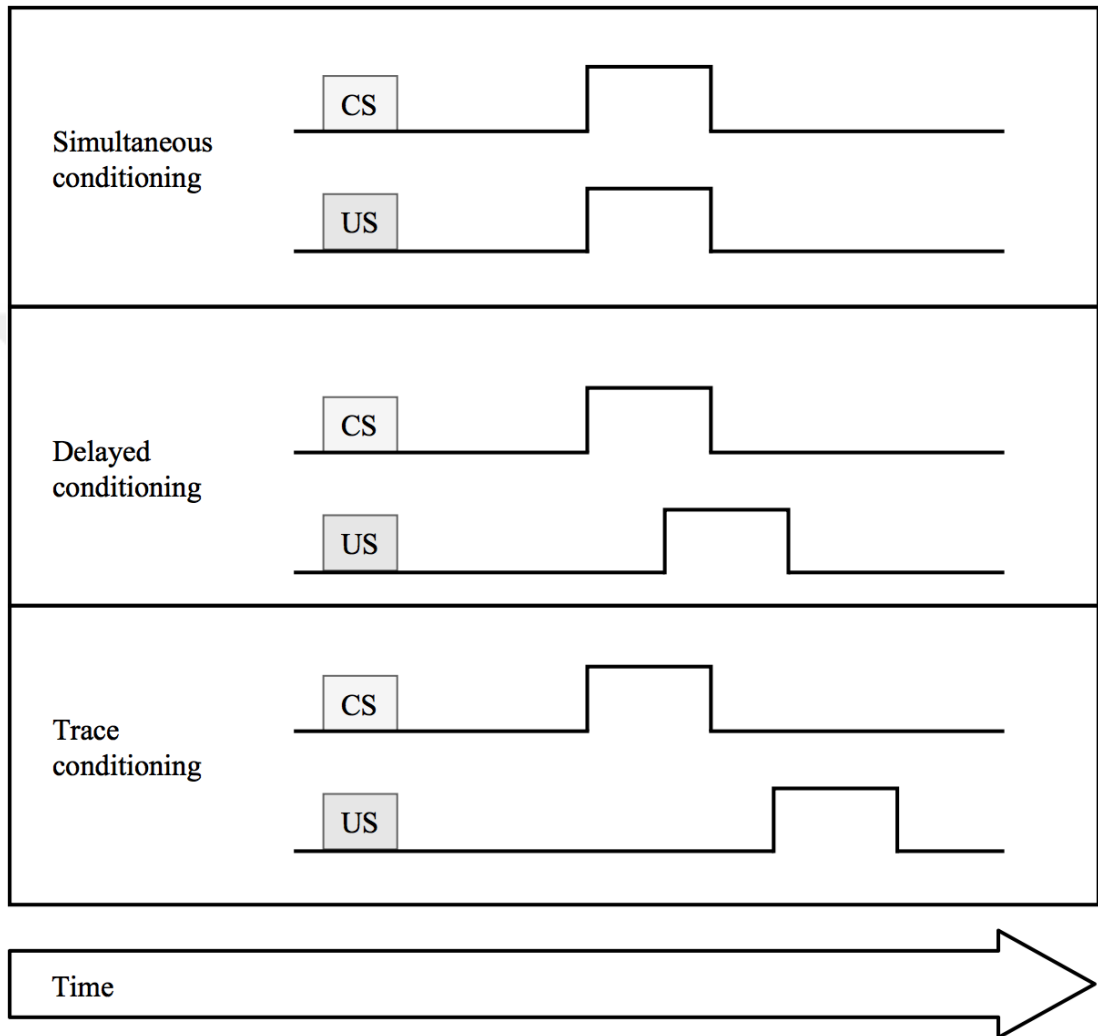 CS
Simultaneous
conditioning
US
CS
Delayed
conditioning
US
CS
Trace
conditioning
US
Time